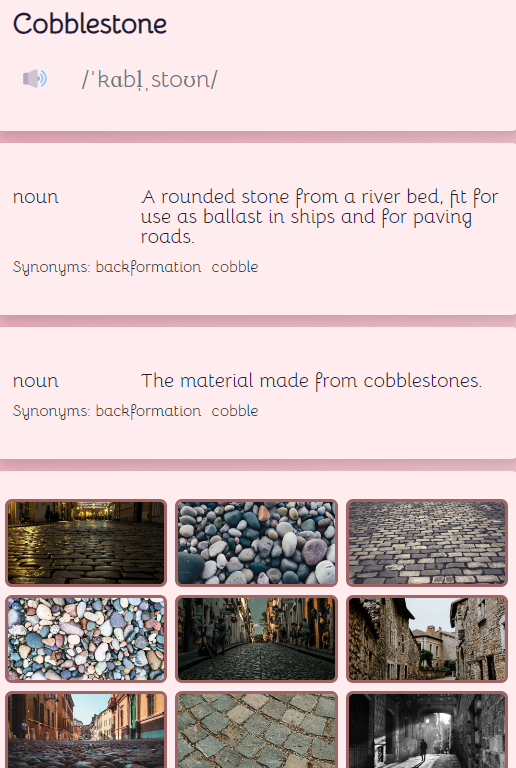 Cobblestone
/ˈkɑbl̩ˌstoʊn/
noun
A rounded stone from a river bed, fit for
use as ballast in ships and for paving
roads.
Synonyms: backformation cobble
noun
The material made from cobblestones.
Synonyms: backformation cobble